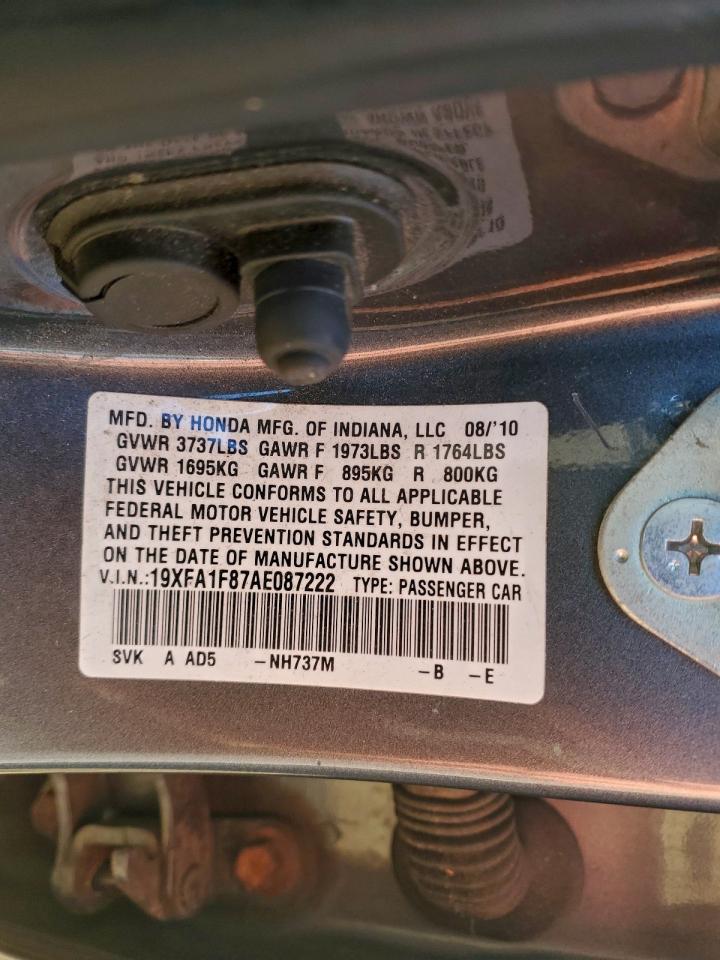 MFD. BY HONDA MFG. OF INDIANA, LLC 08/'10
GVWR 3737LBS GAWR F 1973LBS R 1764LBS
GVWR 1695KG GAWR F 895KG R 800KG
THIS VEHICLE CONFORMS TO ALL APPLICABLE
FEDERAL MOTOR VEHICLE SAFETY, BUMPER,
AND THEFT PREVENTION STANDARDS IN EFFECT
ON THE DATE OF MANUFACTURE SHOWN ABOVE.
V.I.N.:19XFA1F87AE087222 TYPE: PASSENGER CAR
SVK A AD5 -NH737M -B -E